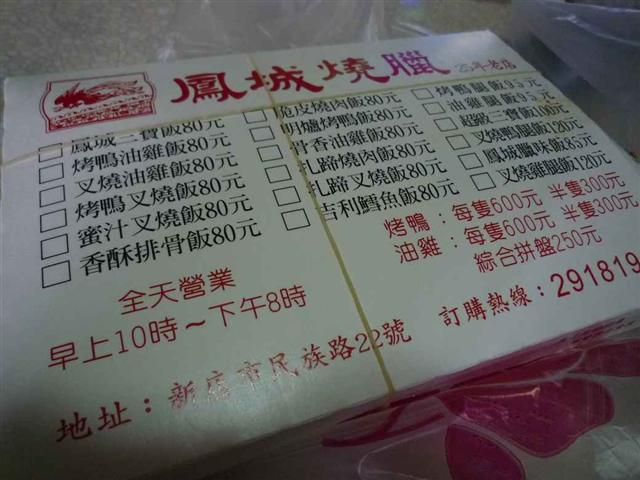 鳳城燒臘 25年老店
鳳城三寶飯80元
烤鴨油雞飯80元
叉燒油雞飯80元
烤鴨叉燒飯80元
蜜汁叉燒飯80元
香酥排骨飯80元
脆皮燒肉飯80元
明爐烤鴨飯80元
骨香油雞飯80元
扎蹄燒肉飯80元
扎蹄叉燒飯80元
吉利鱈魚飯80元
烤鴨腿飯95元
油雞腿飯95元
超級三寶飯100元
叉燒鴨腿飯120元
鳳城臘味飯85元
叉燒雞腿飯120元
烤鴨：每隻600元 半隻300元
油雞：每隻600元 半隻300元
綜合拼盤250元
全天營業
早上10時～下午8時
訂購熱線：291819
地址：新店市民族路22號